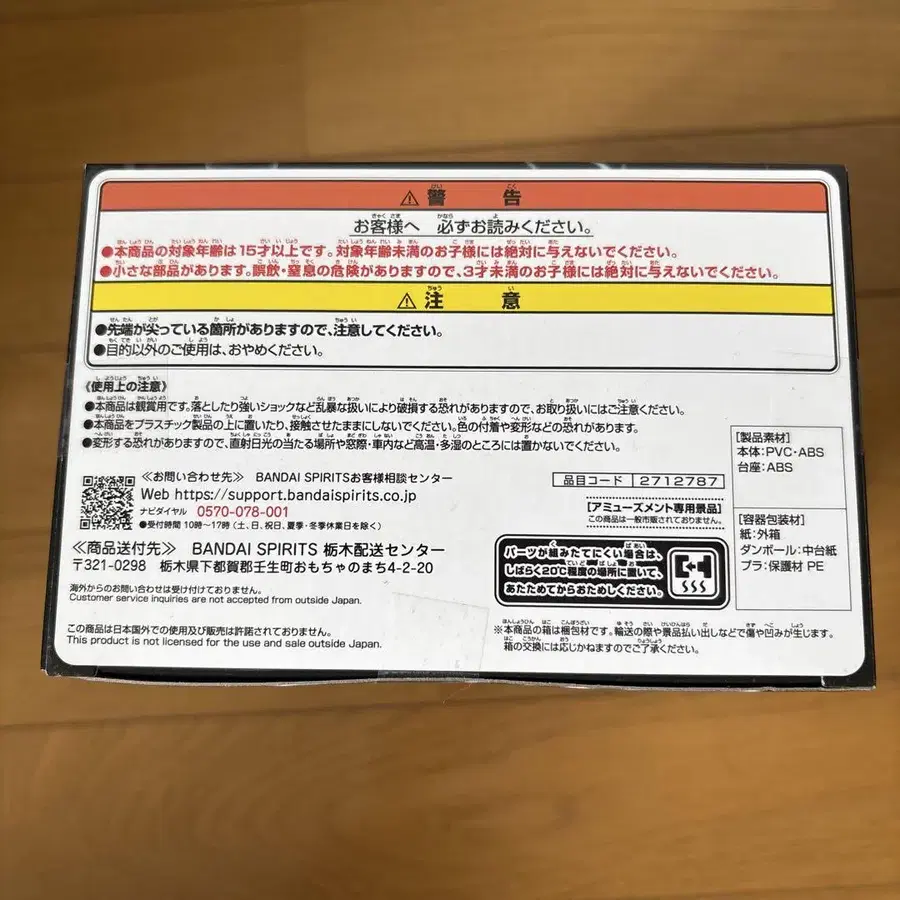 ⚠警告
お客様へ 必ずお読みください。
●本商品の対象年齢は15才以上です。対象年齢未満のお子様には絶対に与えないでください。
●小さな部品があります。誤飲・窒息の危険がありますので、3才未満のお子様には絶対に与えないでください。
⚠注意
●先端が尖っている箇所がありますので、注意してください。
●目的以外のご使用は、おやめください。
《使用上の注意》
●本商品は観賞用です。落としたり強いショックなど乱暴な扱いにより破損する恐れがありますので、お取り扱いにはご注意ください。
●本商品をプラスチック製品の上に置いたり、接触させたままにしないでください。色の付着や変形などの恐れがあります。
●変形する恐れがありますので、直射日光の当たる場所や窓際・車内など高温・多湿のところには置かないでください。
≪お問い合わせ先≫ BANDAI SPIRITSお客様相談センター
Web https://support.bandaispirits.co.jp
ナビダイヤル 0570-078-001
●受付時間 10時〜17時(土、日、祝日、夏季・冬季休業日を除く)
≪商品送付先≫ BANDAI SPIRITS 栃木配送センター
〒321-0298 栃木県下都賀郡壬生町おもちゃのまち4-2-20
海外からのお問い合わせは受け付けておりません。
Customer service inquiries are not accepted from outside Japan.
この商品は日本国外での使用及び販売は許諾されておりません。
This product is not licensed for the use and sale outside Japan.
品目コード 2712787
[アミューズメント専用景品]
この商品は一般市販されておりません。
パーツが組みたてにくい場合は、
しばらく20℃程度の場所に置いて、
あたためてからおためしください。
※本商品の箱は梱包材です。輸送の際や景品払い出しなどで傷や凹みが生じます。
箱の交換には応じかねますのでご了承ください。
[製品素材]
本体:PVC・ABS
台座:ABS
[容器包装材]
紙:外箱
ダンボール:中台紙
プラ:保護材 PE